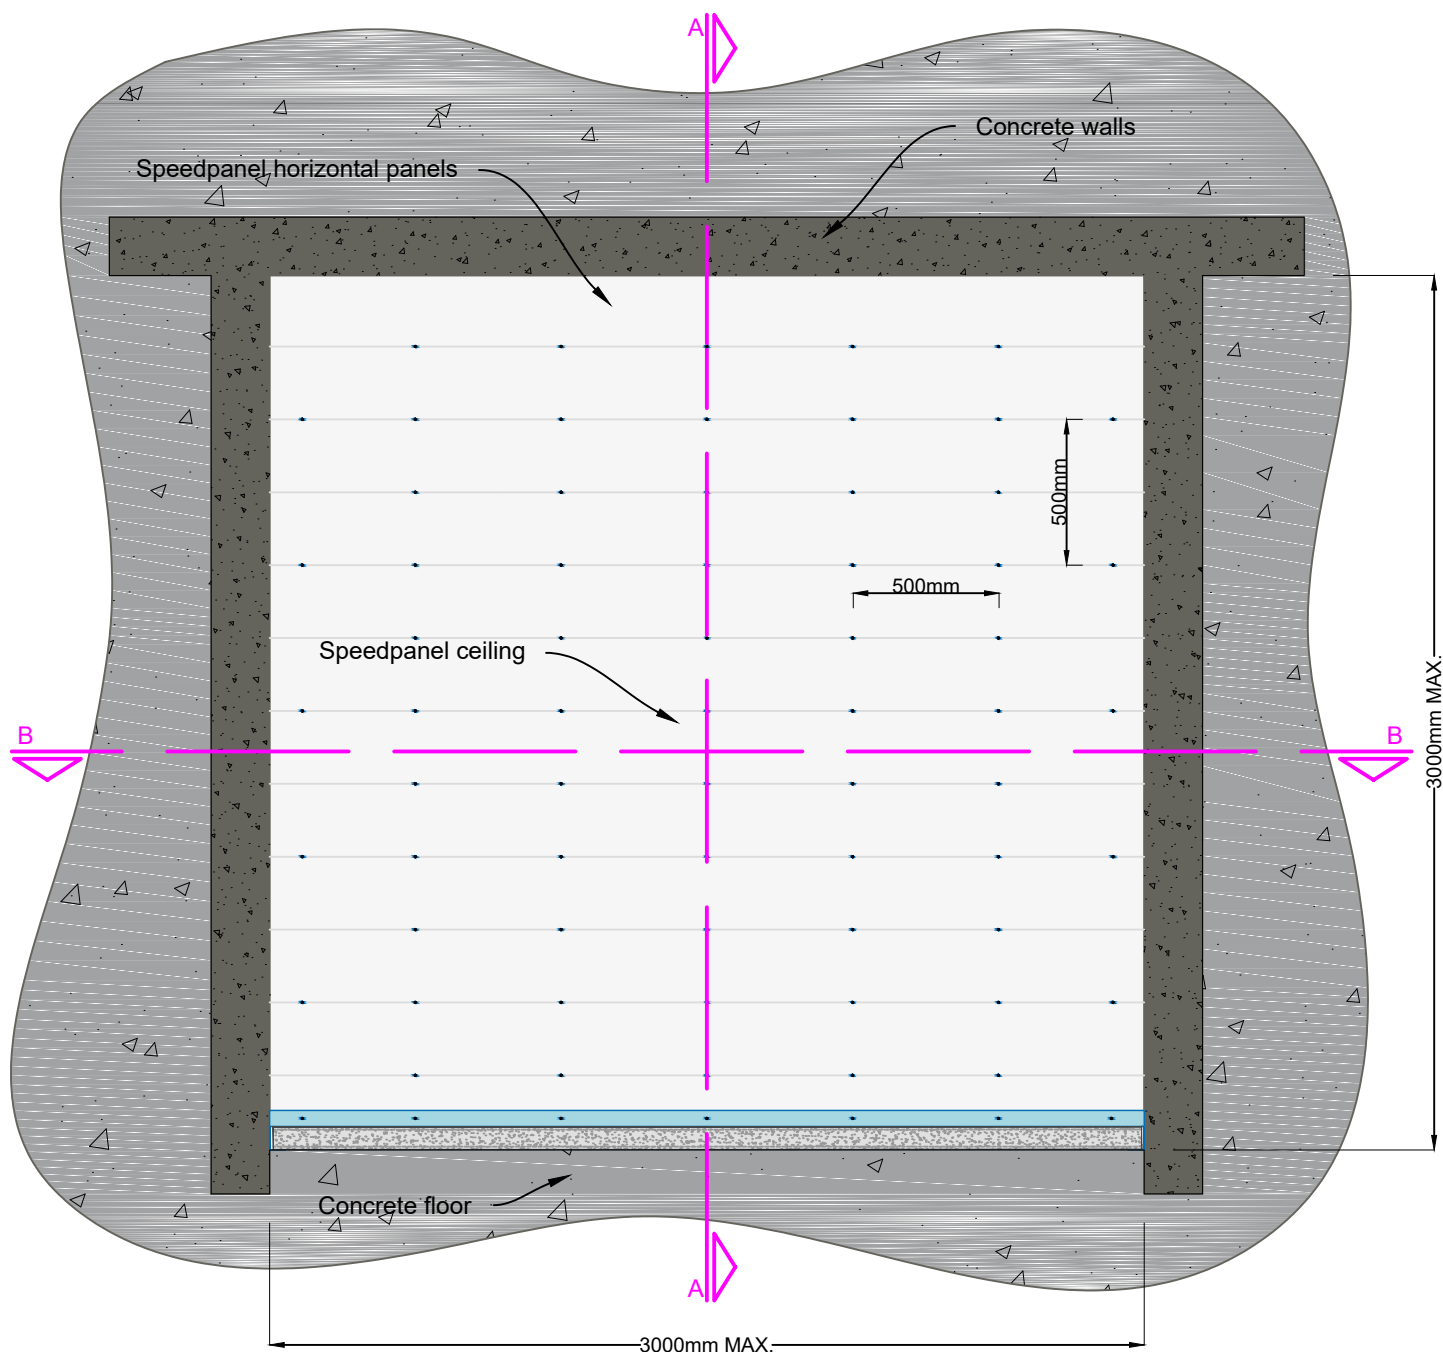 A
Concrete walls
Speedpanel horizontal panels
500mm
500mm
Speedpanel ceiling
3000mm MAX.
B
B
Concrete floor
A
3000mm MAX.